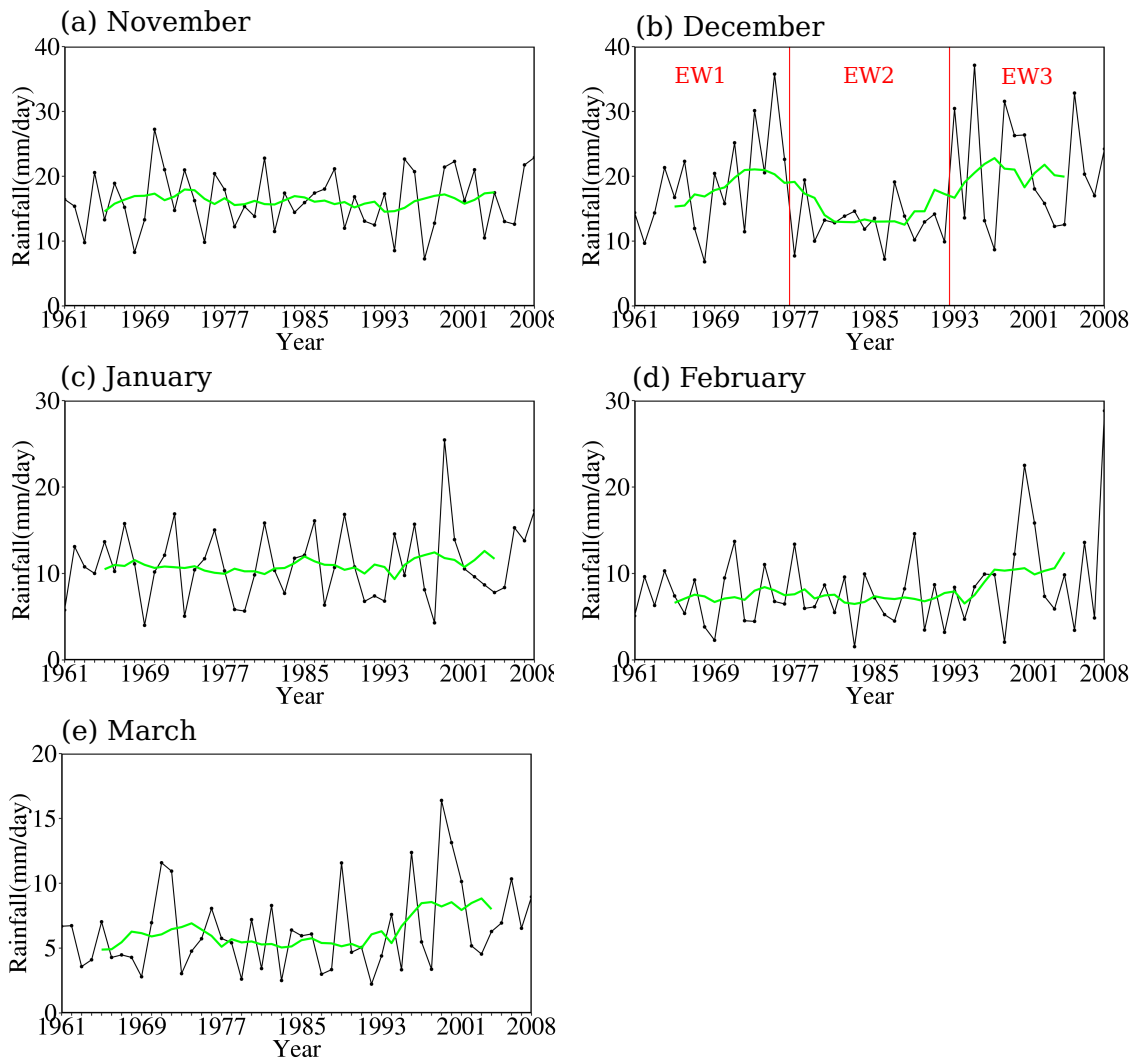 (a) November
Rainfall(mm/day)
40
30
20
10
0
1961 1969 1977 1985 1993 2001 2008
Year
(b) December
Rainfall(mm/day)
40
30
20
10
0
EW1 EW2 EW3
1961 1969 1977 1985 1993 2001 2008
Year
(c) January
Rainfall(mm/day)
30
20
10
0
1961 1969 1977 1985 1993 2001 2008
Year
(d) February
Rainfall(mm/day)
30
20
10
0
1961 1969 1977 1985 1993 2001 2008
Year
(e) March
Rainfall(mm/day)
20
15
10
5
0
1961 1969 1977 1985 1993 2001 2008
Year